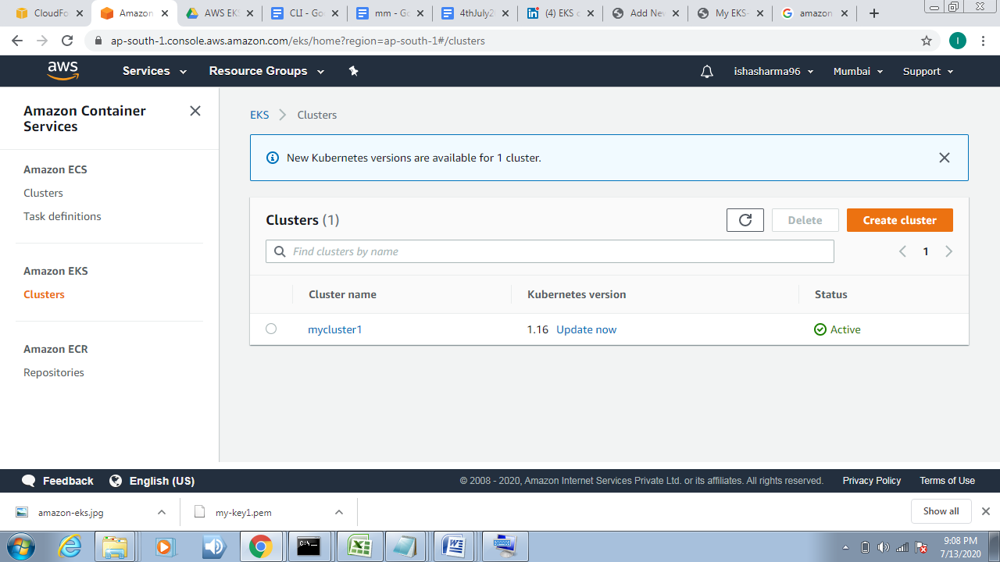 CloudFo
Amazon
AWS EK
CLI - Go
mm - Go
4thJuly2
(4) EKS c
Add Nev
My EKS-
amazon
ap-south-1.console.aws.amazon.com/eks/home?region=ap-south-1#/clusters
I
aws
Services
Resource Groups
ishasharma96
Mumbai
Support
Amazon Container
Services
Amazon ECS
Clusters
Task definitions
Amazon EKS
Clusters
Amazon ECR
Repositories
EKS
Clusters
New Kubernetes versions are available for 1 cluster.
Clusters (1)
Delete
Create cluster
Find clusters by name
1
Cluster name
Kubernetes version
Status
mycluster1
1.16 Update now
Active
Feedback
English (US)
© 2008 - 2020, Amazon Internet Services Private Ltd. or its affiliates. All rights reserved.
Privacy Policy
Terms of Use
amazon-eks.jpg
my-key1.pem
Show all
9:08 PM
7/13/2020